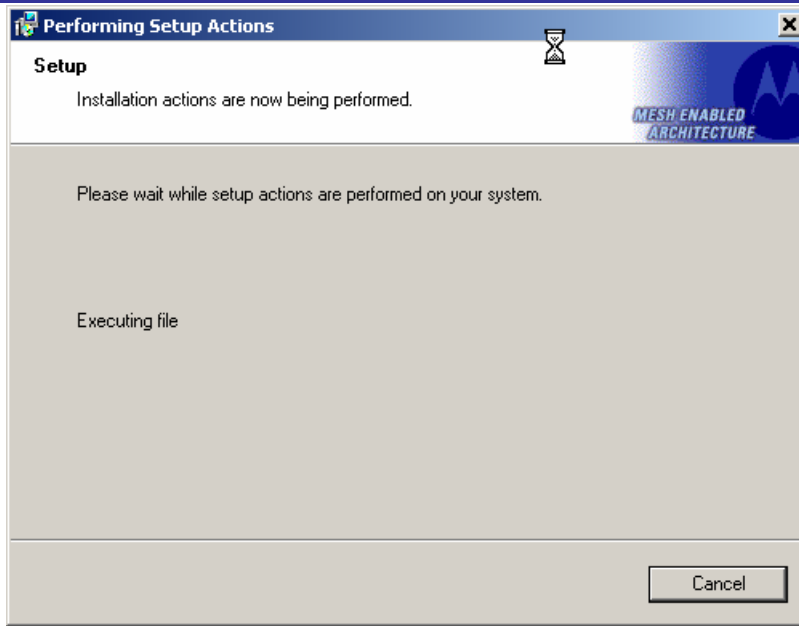 Performing Setup Actions
Setup
Installation actions are now being performed.
MESH ENABLED
ARCHITECTURE
Please wait while setup actions are performed on your system.
Executing file
Cancel